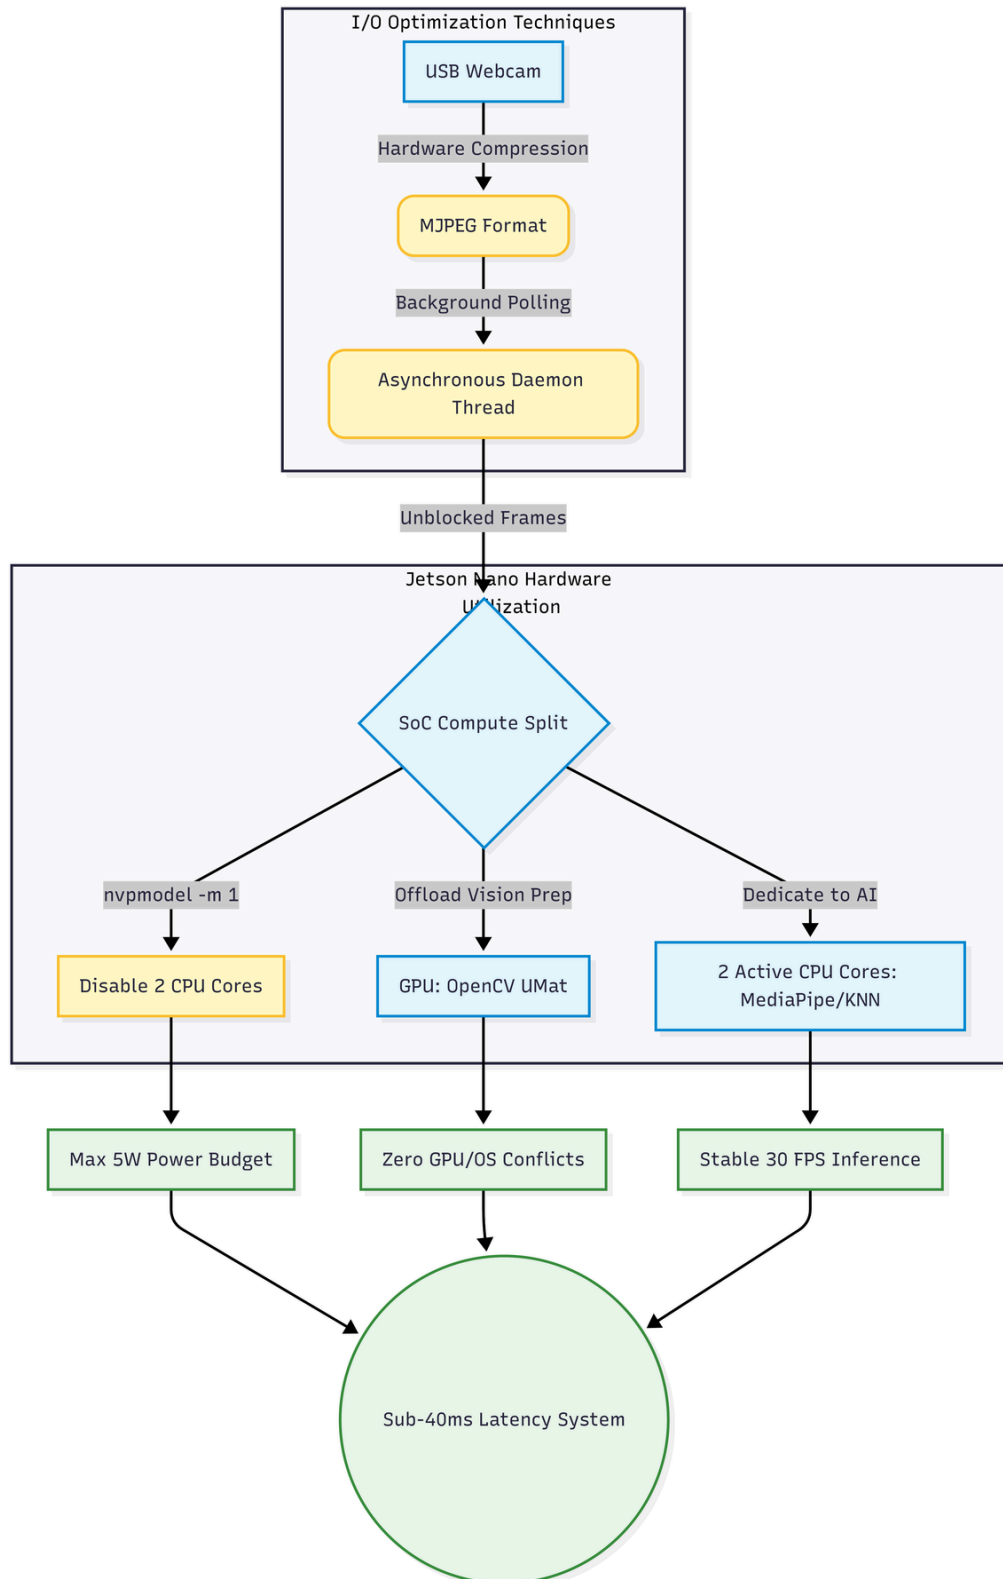 I/O Optimization Techniques
USB Webcam
Hardware Compression
MJPEG Format
Background Polling
Asynchronous Daemon
Thread
Unblocked Frames
Jetson Nano Hardware
Utilization
SoC Compute Split
nvpmodel -m 1
Offload Vision Prep
Dedicate to AI
Disable 2 CPU Cores
GPU: OpenCV UMat
2 Active CPU Cores:
MediaPipe/KNN
Max 5W Power Budget
Zero GPU/OS Conflicts
Stable 30 FPS Inference
Sub-40ms Latency System